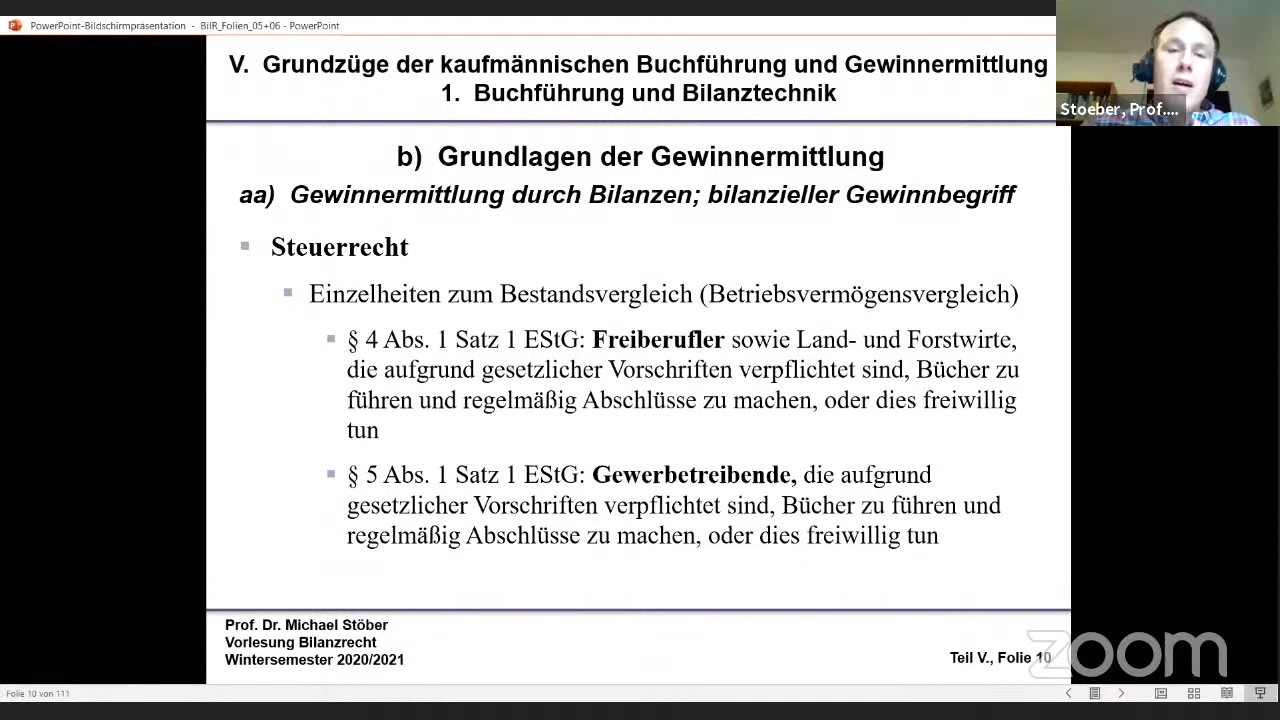 PowerPoint-Bildschirmpräsentation - BilR_Folien_05+06 - PowerPoint
V. Grundzüge der kaufmännischen Buchführung und Gewinnermittlung
1. Buchführung und Bilanztechnik
Stoeber, Prof....
b) Grundlagen der Gewinnermittlung
aa) Gewinnermittlung durch Bilanzen; bilanzieller Gewinnbegriff
Steuerrecht
Einzelheiten zum Bestandsvergleich (Betriebsvermögensvergleich)
§ 4 Abs. 1 Satz 1 EStG: Freiberufler sowie Land- und Forstwirte,
die aufgrund gesetzlicher Vorschriften verpflichtet sind, Bücher zu
führen und regelmäßig Abschlüsse zu machen, oder dies freiwillig
tun
§ 5 Abs. 1 Satz 1 EStG: Gewerbetreibende, die aufgrund
gesetzlicher Vorschriften verpflichtet sind, Bücher zu führen und
regelmäßig Abschlüsse zu machen, oder dies freiwillig tun
Prof. Dr. Michael Stöber
Vorlesung Bilanzrecht
Wintersemester 2020/2021
Teil V., Folie 10
zoom
Folie 10 von 111